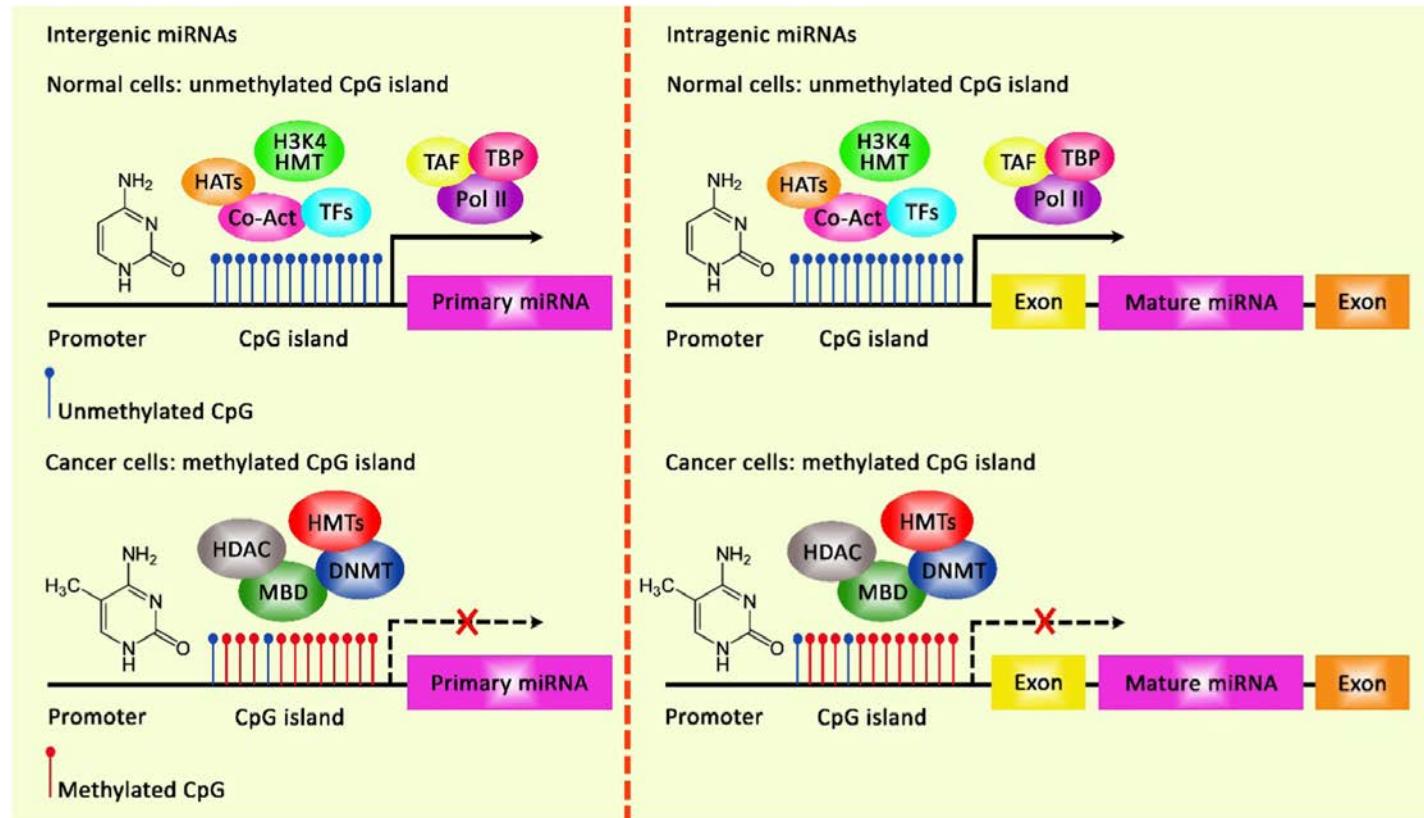 Intergenic miRNAs
Normal cells: unmethylated CpG island
H3K4
HMT
HATs
Co-Act
TFs
TAF
TBP
Pol II
NH₂
N
N
H
O
Primary miRNA
Promoter
CpG island
Unmethylated CpG
Cancer cells: methylated CpG island
HMTs
HDAC
DNMT
MBD
NH₂
H₃C
N
N
H
O
Primary miRNA
Promoter
CpG island
Methylated CpG
Intragenic miRNAs
Normal cells: unmethylated CpG island
H3K4
HMT
HATs
Co-Act
TFs
TAF
TBP
Pol II
NH₂
N
N
H
O
Exon
Mature miRNA
Exon
Promoter
CpG island
Cancer cells: methylated CpG island
HMTs
HDAC
DNMT
MBD
NH₂
H₃C
N
N
H
O
Exon
Mature miRNA
Exon
Promoter
CpG island